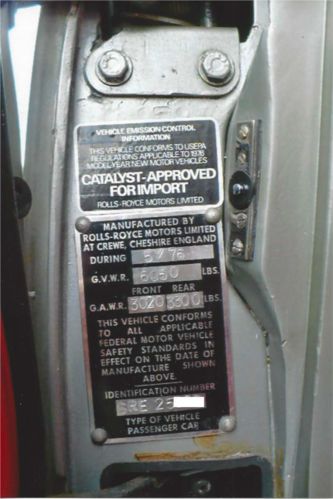 VEHICLE EMISSION CONTROL
INFORMATION
THIS VEHICLE CONFORMS TO USEPA
REGULATIONS APPLICABLE TO 1976
MODEL-YEAR NEW MOTOR VEHICLES
CATALYST-APPROVED
FOR IMPORT
ROLLS-ROYCE MOTORS LIMITED
MANUFACTURED BY
ROLLS-ROYCE MOTORS LIMITED
AT CREWE, CHESHIRE ENGLAND
DURING 5/76
G.V.W.R. 6050 LBS.
FRONT REAR
G.A.W.R. 3020 3300 LBS.
THIS VEHICLE CONFORMS
TO ALL APPLICABLE
FEDERAL MOTOR VEHICLE
SAFETY STANDARDS IN
EFFECT ON THE DATE OF
MANUFACTURE SHOWN
ABOVE.
IDENTIFICATION NUMBER
SRE 25
TYPE OF VEHICLE
PASSENGER CAR